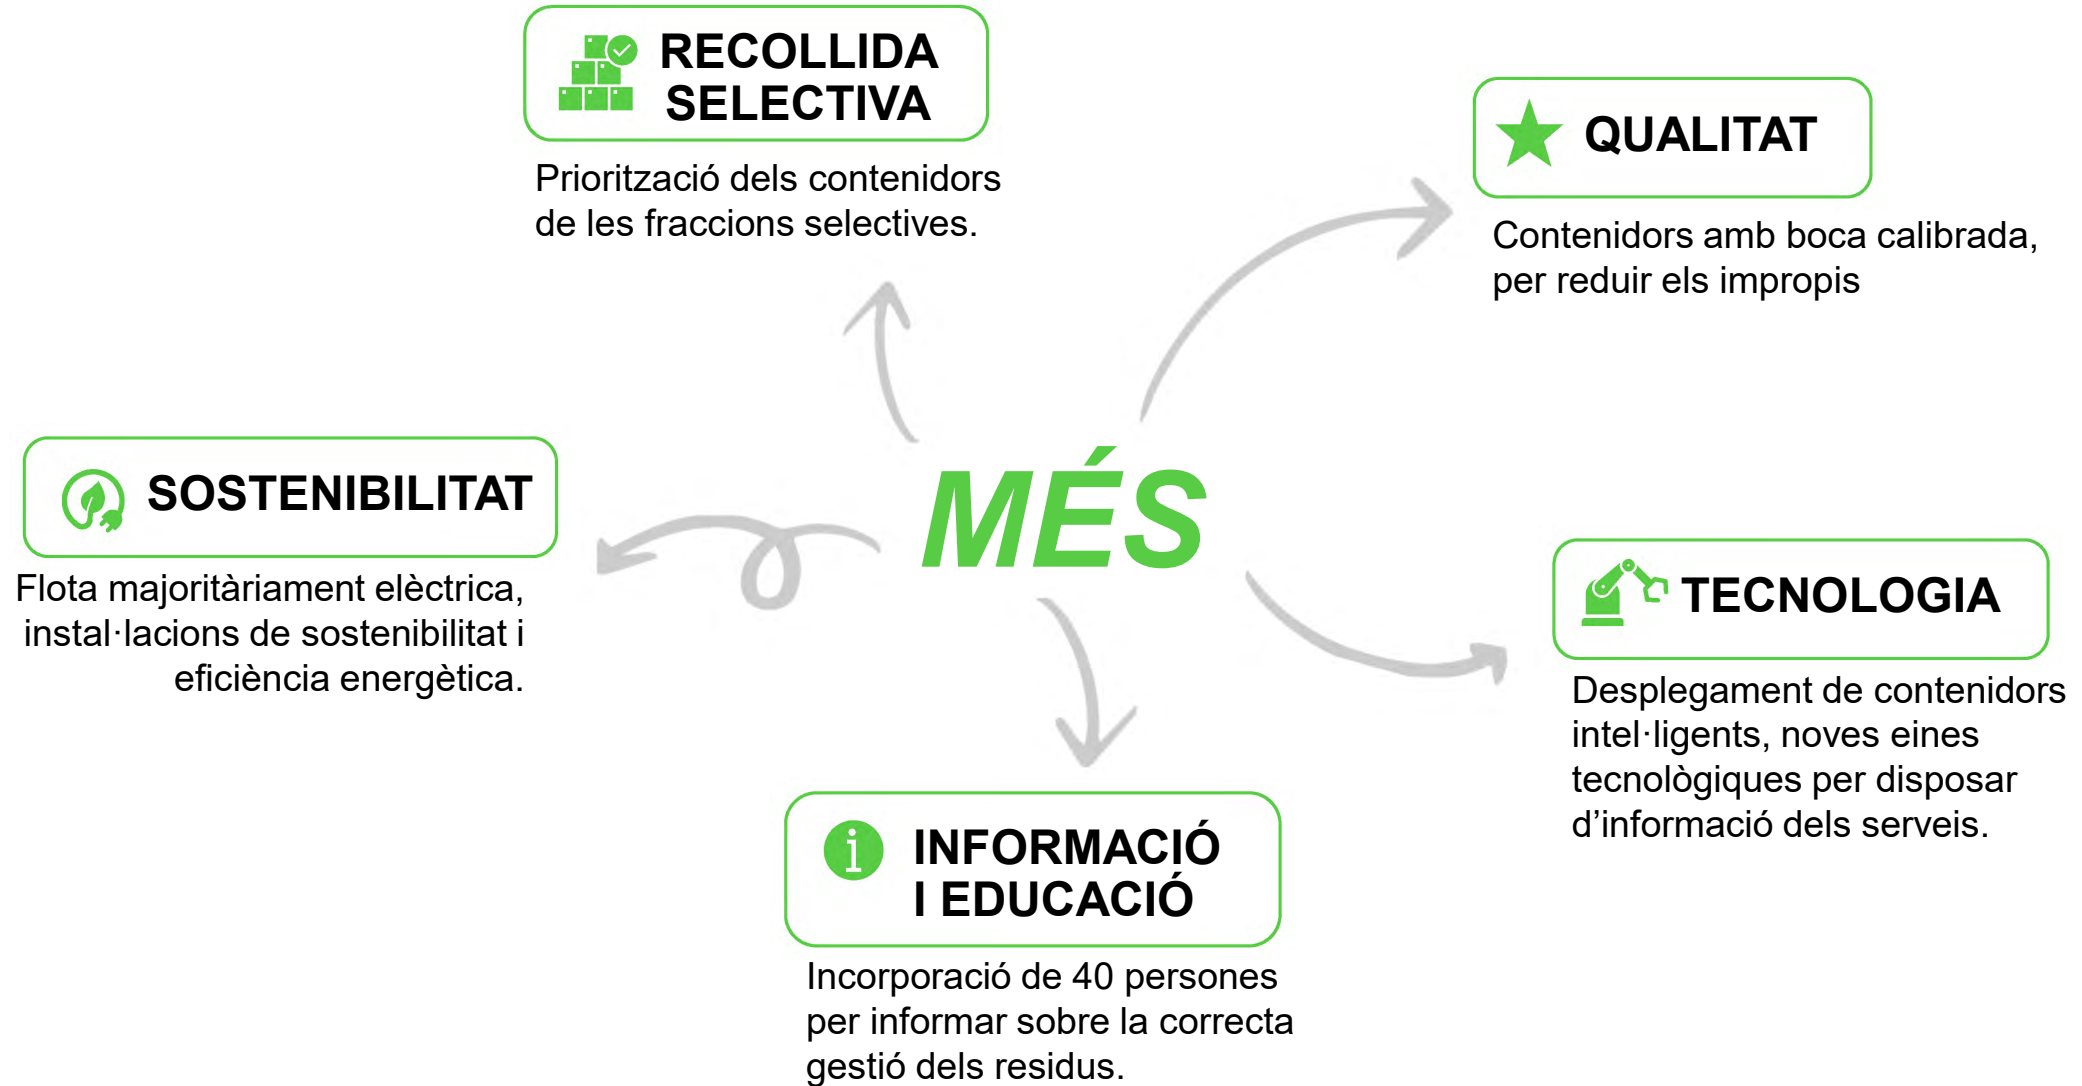 RECOLLIDA
SELECTIVA
Priorització dels contenidors
de les fraccions selectives.
QUALITAT
Contenidors amb boca calibrada,
per reduir els impropis
MÉS
SOSTENIBILITAT
Flota majoritàriament elèctrica,
instal·lacions de sostenibilitat i
eficiència energètica.
TECNOLOGIA
Desplegament de contenidors
intel·ligents, noves eines
tecnològiques per disposar
d’informació dels serveis.
INFORMACIÓ
I EDUCACIÓ
Incorporació de 40 persones
per informar sobre la correcta
gestió dels residus.